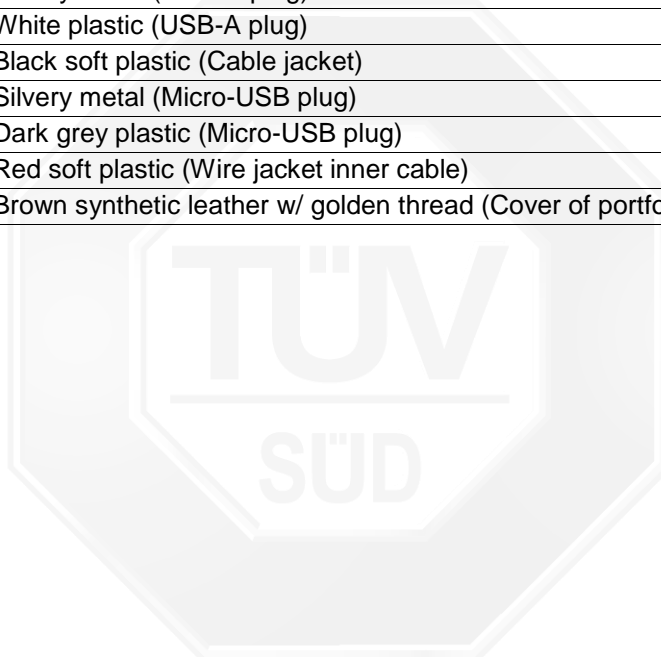 White plastic (USB-A plug)
Black soft plastic (Cable jacket)
Silvery metal (Micro-USB plug)
Dark grey plastic (Micro-USB plug)
Red soft plastic (Wire jacket inner cable)
Brown synthetic leather w/ golden thread (Cover of
TÜV
SÜD